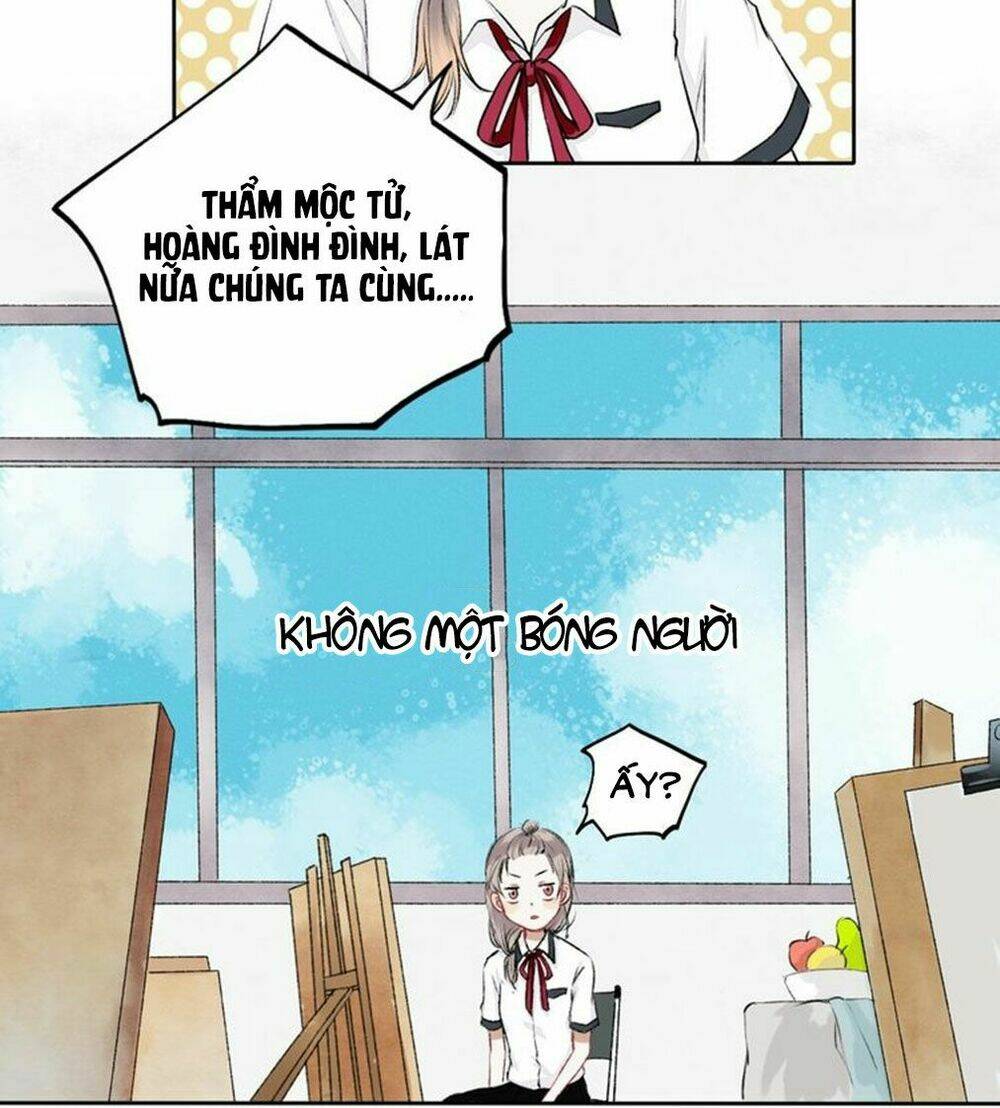 THẨM MỘC TỬ,
HOÀNG ĐÌNH ĐÌNH, LÁT
NỮA CHÚNG TA CÙNG.....
KHÔNG MỘT BÓNG NGƯỜI
ẤY?